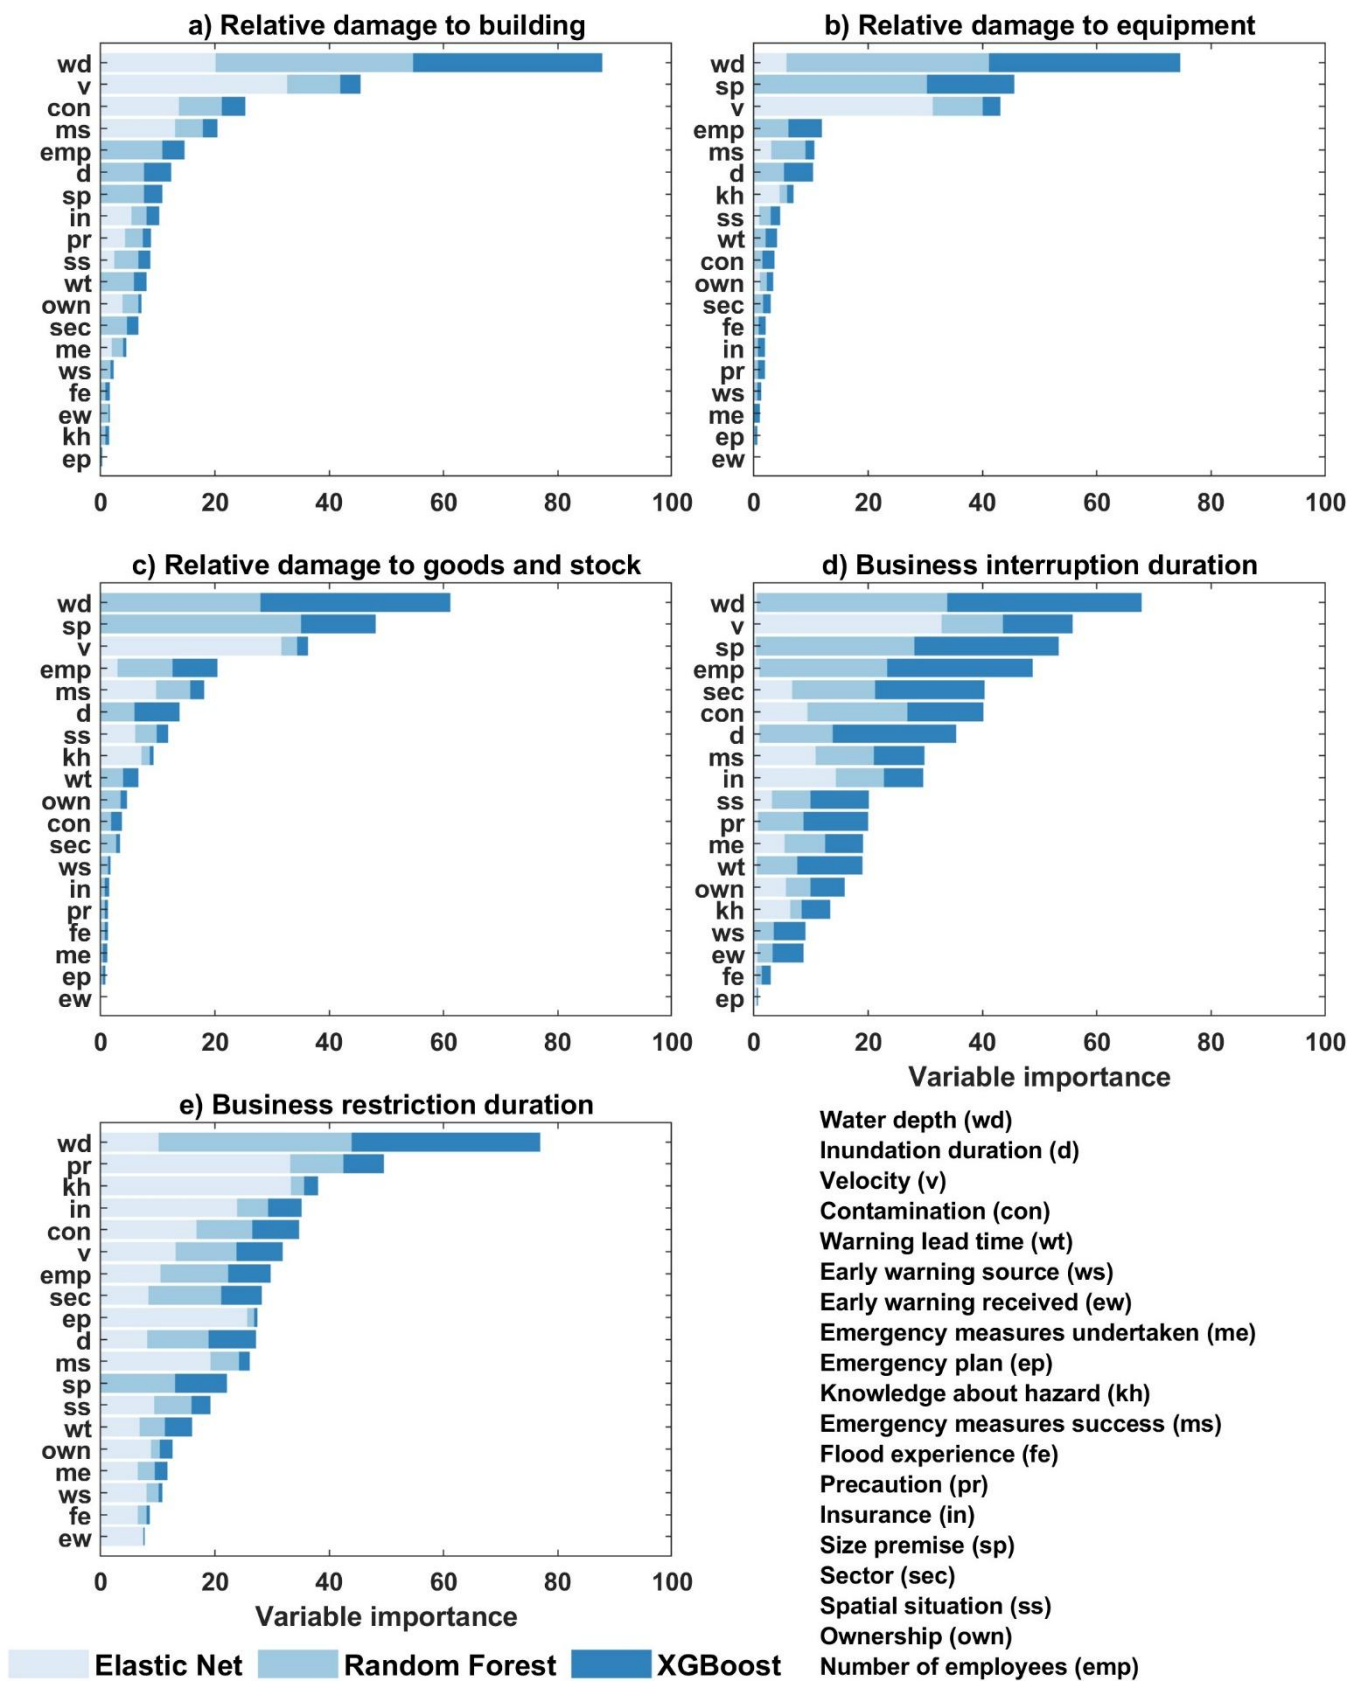 a) Relative damage to building
wd
v
con
ms
emp
d
sp
in
pr
ss
wt
own
sec
me
ws
fe
ew
kh
ep
0 20 40 60 80 100
b) Relative damage to equipment
wd
sp
v
emp
ms
d
kh
ss
wt
con
own
sec
fe
in
pr
ws
me
ep
ew
0 20 40 60 80 100
c) Relative damage to goods and stock
wd
sp
v
emp
ms
d
ss
kh
wt
own
con
sec
ws
in
pr
fe
me
ep
ew
0 20 40 60 80 100
d) Business interruption duration
wd
v
sp
emp
sec
con
d
ms
in
ss
pr
me
wt
own
kh
ws
ew
fe
ep
0 20 40 60 80 100
Variable importance
e) Business restriction duration
wd
pr
kh
in
con
v
emp
sec
ep
d
ms
sp
ss
wt
own
me
ws
fe
ew
0 20 40 60 80 100
Variable importance
Water depth (wd)
Inundation duration (d)
Velocity (v)
Contamination (con)
Warning lead time (wt)
Early warning source (ws)
Early warning received (ew)
Emergency measures undertaken (me)
Emergency plan (ep)
Knowledge about hazard (kh)
Emergency measures success (ms)
Flood experience (fe)
Precaution (pr)
Insurance (in)
Size premise (sp)
Sector (sec)
Spatial situation (ss)
Ownership (own)
Number of employees (emp)
Elastic Net Random Forest XGBoost